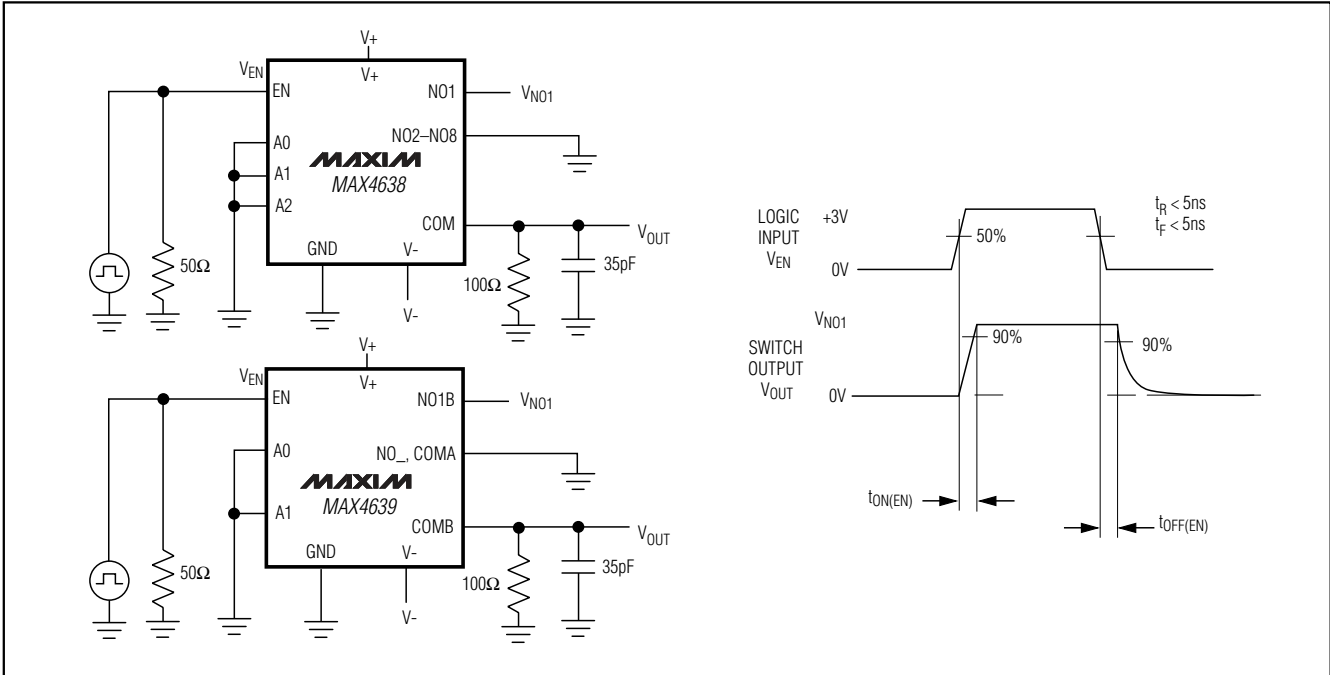 V+
V+
VEN
EN
NO1
VNO1
NO2–NO8
A0
A1
A2
MAXIM
MAX4638
COM
VOUT
GND
V-
V-
50Ω
100Ω
35pF
V+
V+
VEN
EN
NO1B
VNO1
A0
NO_, COMA
MAXIM
MAX4639
A1
COMB
VOUT
GND
V-
V-
50Ω
100Ω
35pF
LOGIC
INPUT
VEN
+3V
0V
50%
tR < 5ns
tF < 5ns
VNO1
SWITCH
OUTPUT
VOUT
0V
90%
90%
tON(EN)
tOFF(EN)